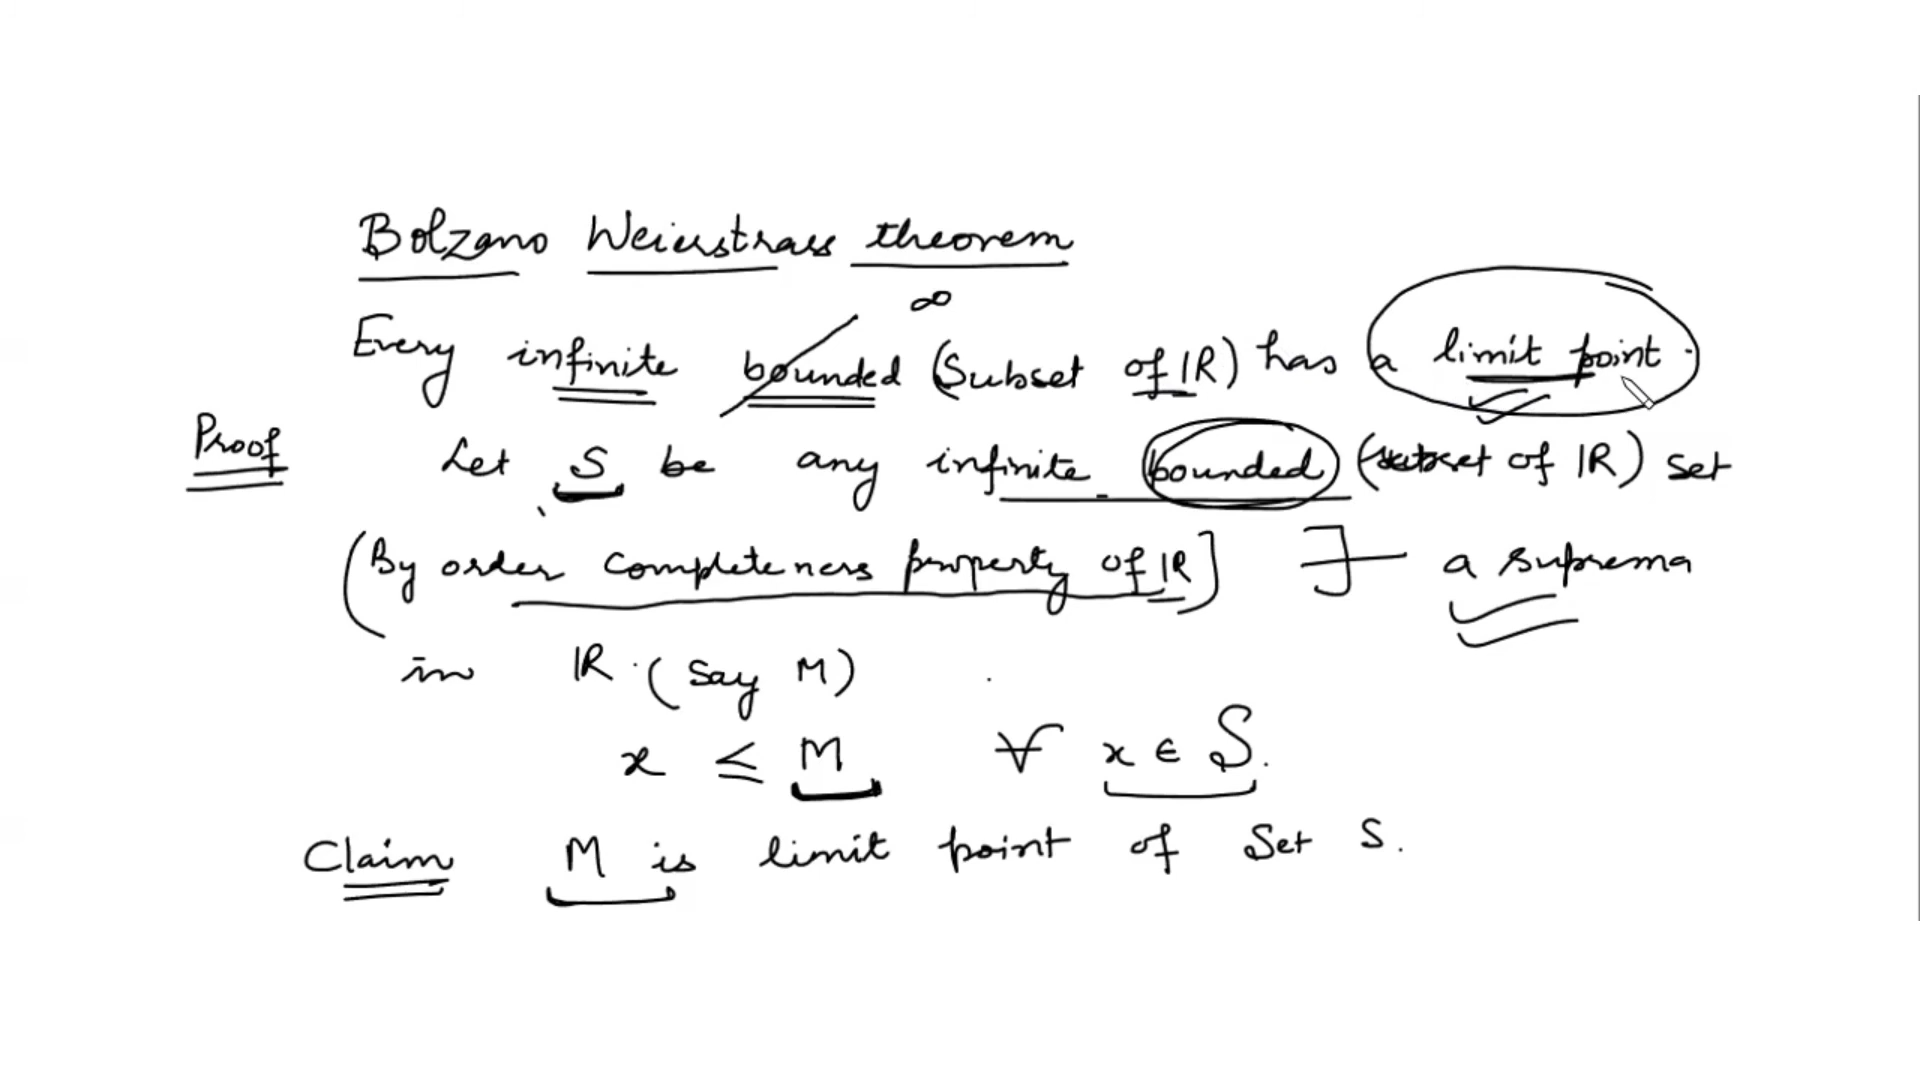 Bolzano Weierstrass theorem
∞
Every infinite bounded (Subset of IR) has a limit point.
Proof Let S be any infinite bounded (subset of IR) set
(By order completeness property of IR] ∃ a suprema
in IR. (say M)
x ≤ M ∀ x ∈ S.
Claim M is limit point of Set S.